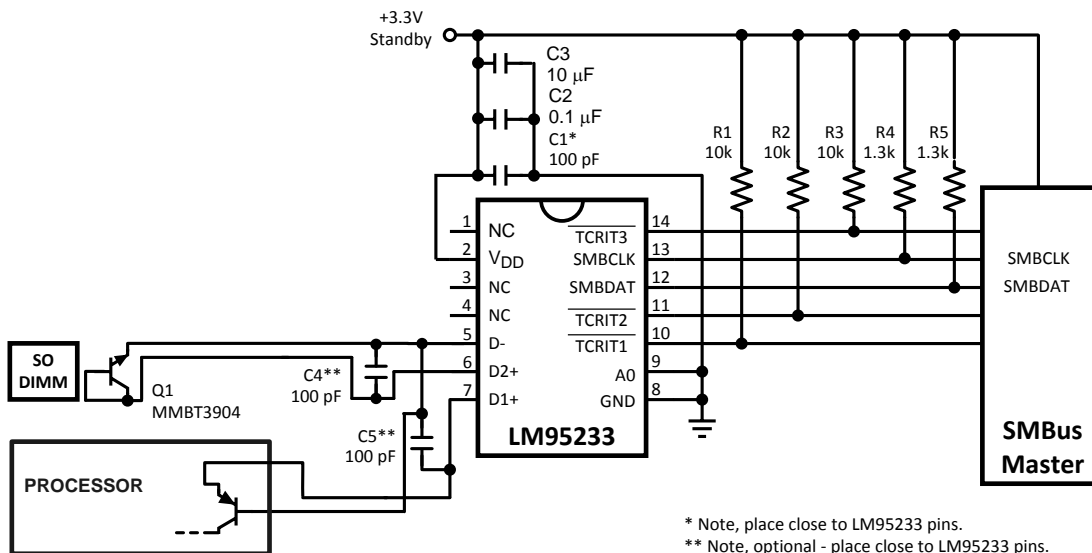 +3.3V
Standby
C3
10 μF
C2
0.1 μF
C1*
100 pF
R1
10k
R2
10k
R3
10k
R4
1.3k
R5
1.3k
1
NC
2
VDD
3
NC
4
NC
5
D-
6
D2+
7
D1+
TCRIT3
14
SMBCLK
13
SMBDAT
12
TCRIT2
11
TCRIT1
10
A0
9
GND
8
LM95233
SMBCLK
SMBDAT
SMBus
Master
SO
DIMM
Q1
MMBT3904
C4**
100 pF
C5**
100 pF
PROCESSOR
* Note, place close to LM95233 pins.
** Note, optional - place close to LM95233 pins.